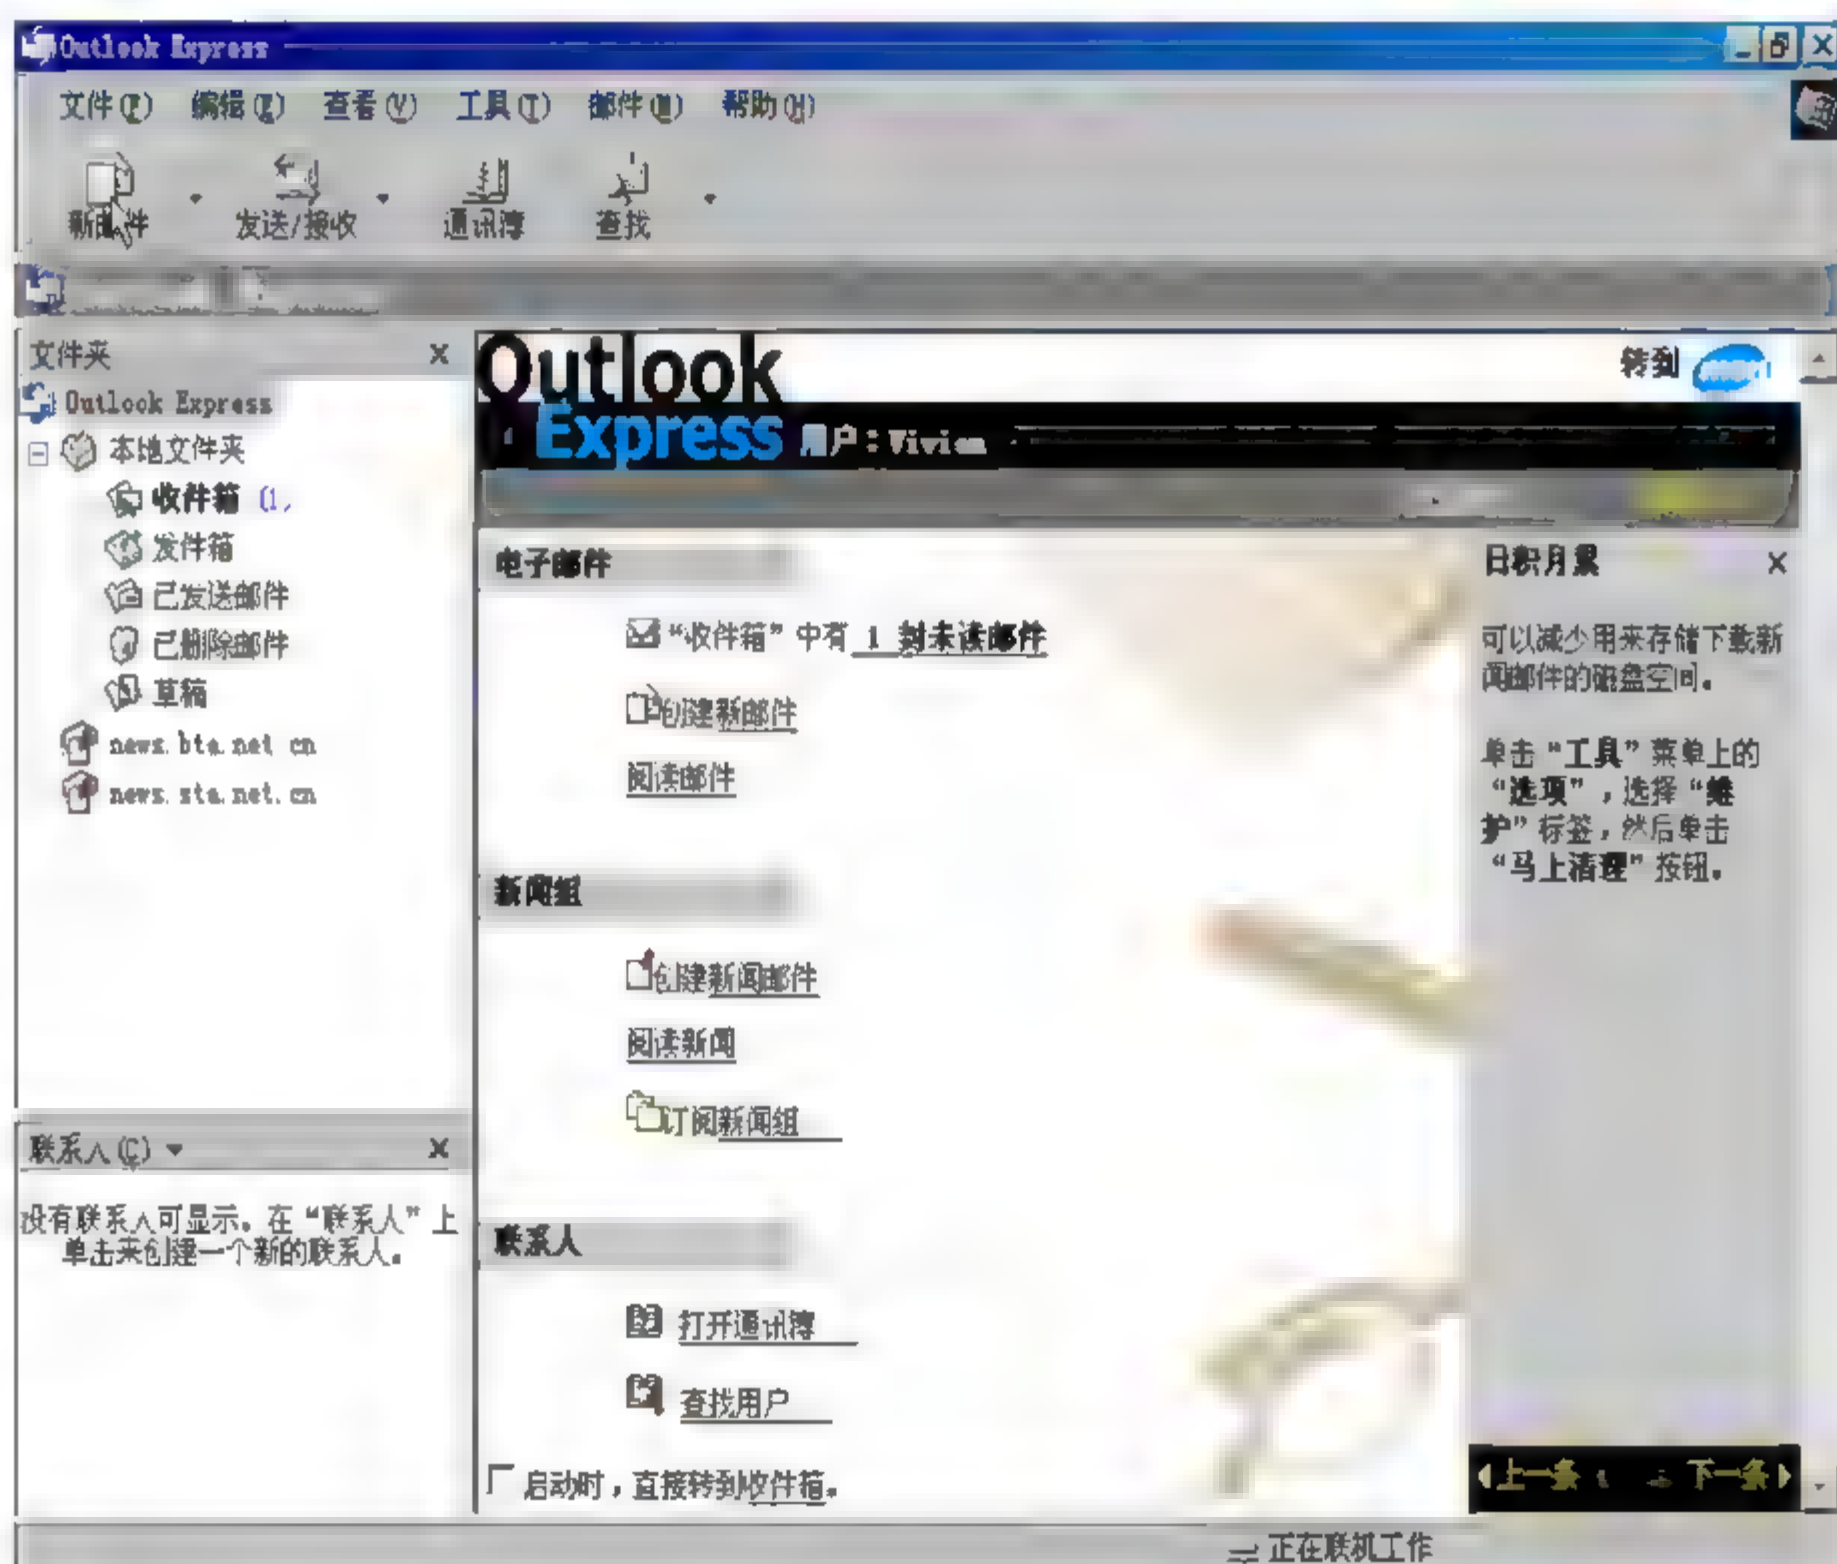 Outlook Express
文件(F) 编辑(E) 查看(V) 工具(T) 邮件(M) 帮助(H)
新邮件 发送/接收 通讯簿 查找
文件夹
Outlook Express
本地文件夹
收件箱 (1,
发件箱
已发送邮件
已删除邮件
草稿
news.bta.net.cn
news.sta.net.cn
联系人(C)
没有联系人可显示。在“联系人”上
单击来创建一个新的联系人。
Outlook
转到
Express 用户：Vivian
电子邮件
“收件箱”中有 1 封未读邮件
创建新邮件
阅读邮件
新闻组
创建新闻邮件
阅读新闻
订阅新闻组
联系人
打开通讯簿
查找用户
启动时，直接转到收件箱。
日积月累
可以减少用来存储下载新
闻邮件的磁盘空间。
单击“工具”菜单上的
“选项”，选择“维
护”标签，然后单击
“马上清理”按钮。
上一条 下一条
正在联机工作